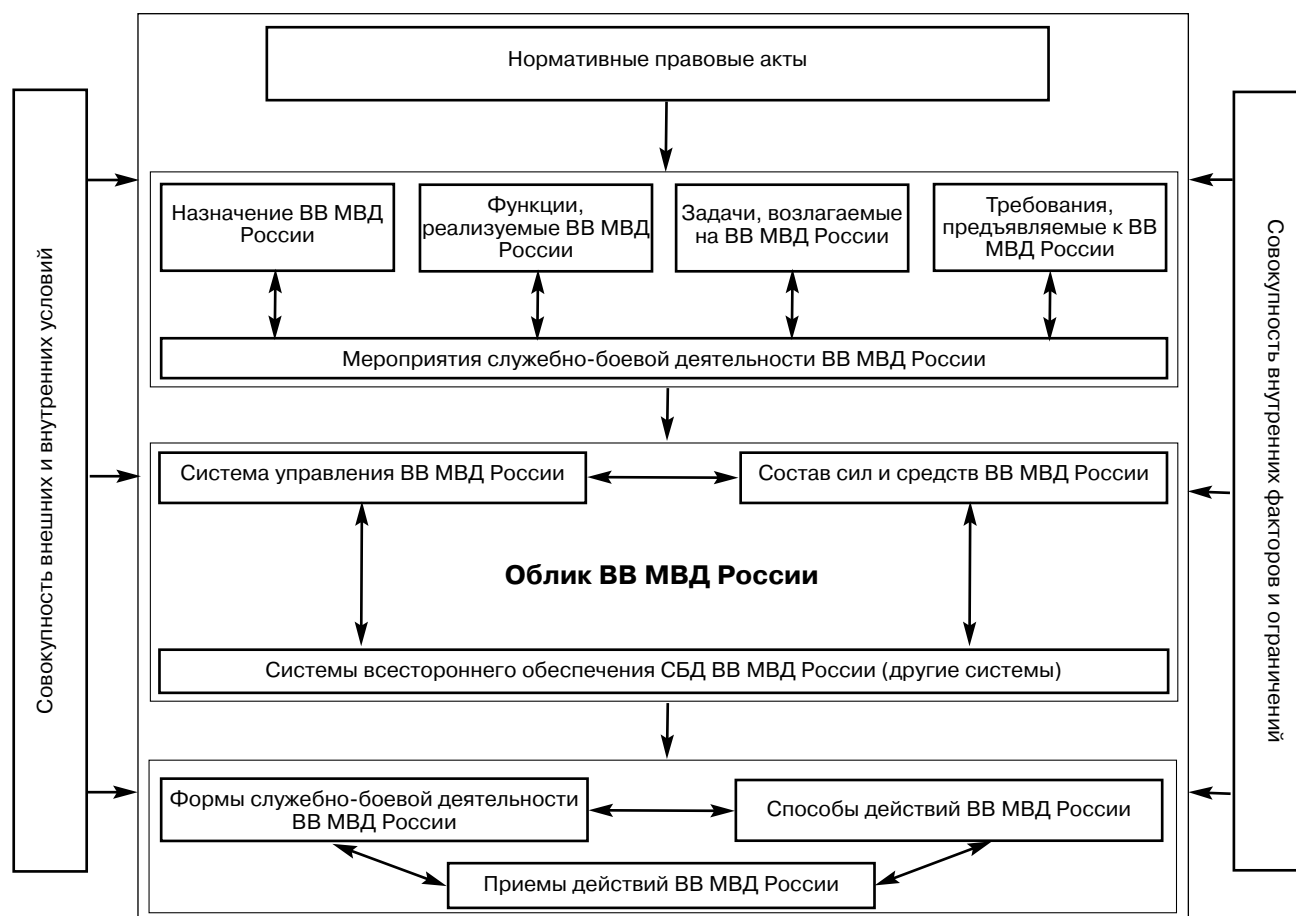 Нормативные правовые акты
Совокупность внешних и внутренних условий
Назначение ВВ МВД
России
Функции,
реализуемые ВВ МВД
России
Задачи, возлагаемые
на ВВ МВД России
Требования,
предъявляемые к ВВ
МВД России
Мероприятия служебно-боевой деятельности ВВ МВД России
Система управления ВВ МВД России
Состав сил и средств ВВ МВД России
Облик ВВ МВД России
Системы всестороннего обеспечения СБД ВВ МВД России (другие системы)
Формы служебно-боевой деятельности
ВВ МВД России
Способы действий ВВ МВД России
Приемы действий ВВ МВД России
Совокупность внутренних факторов и ограничений